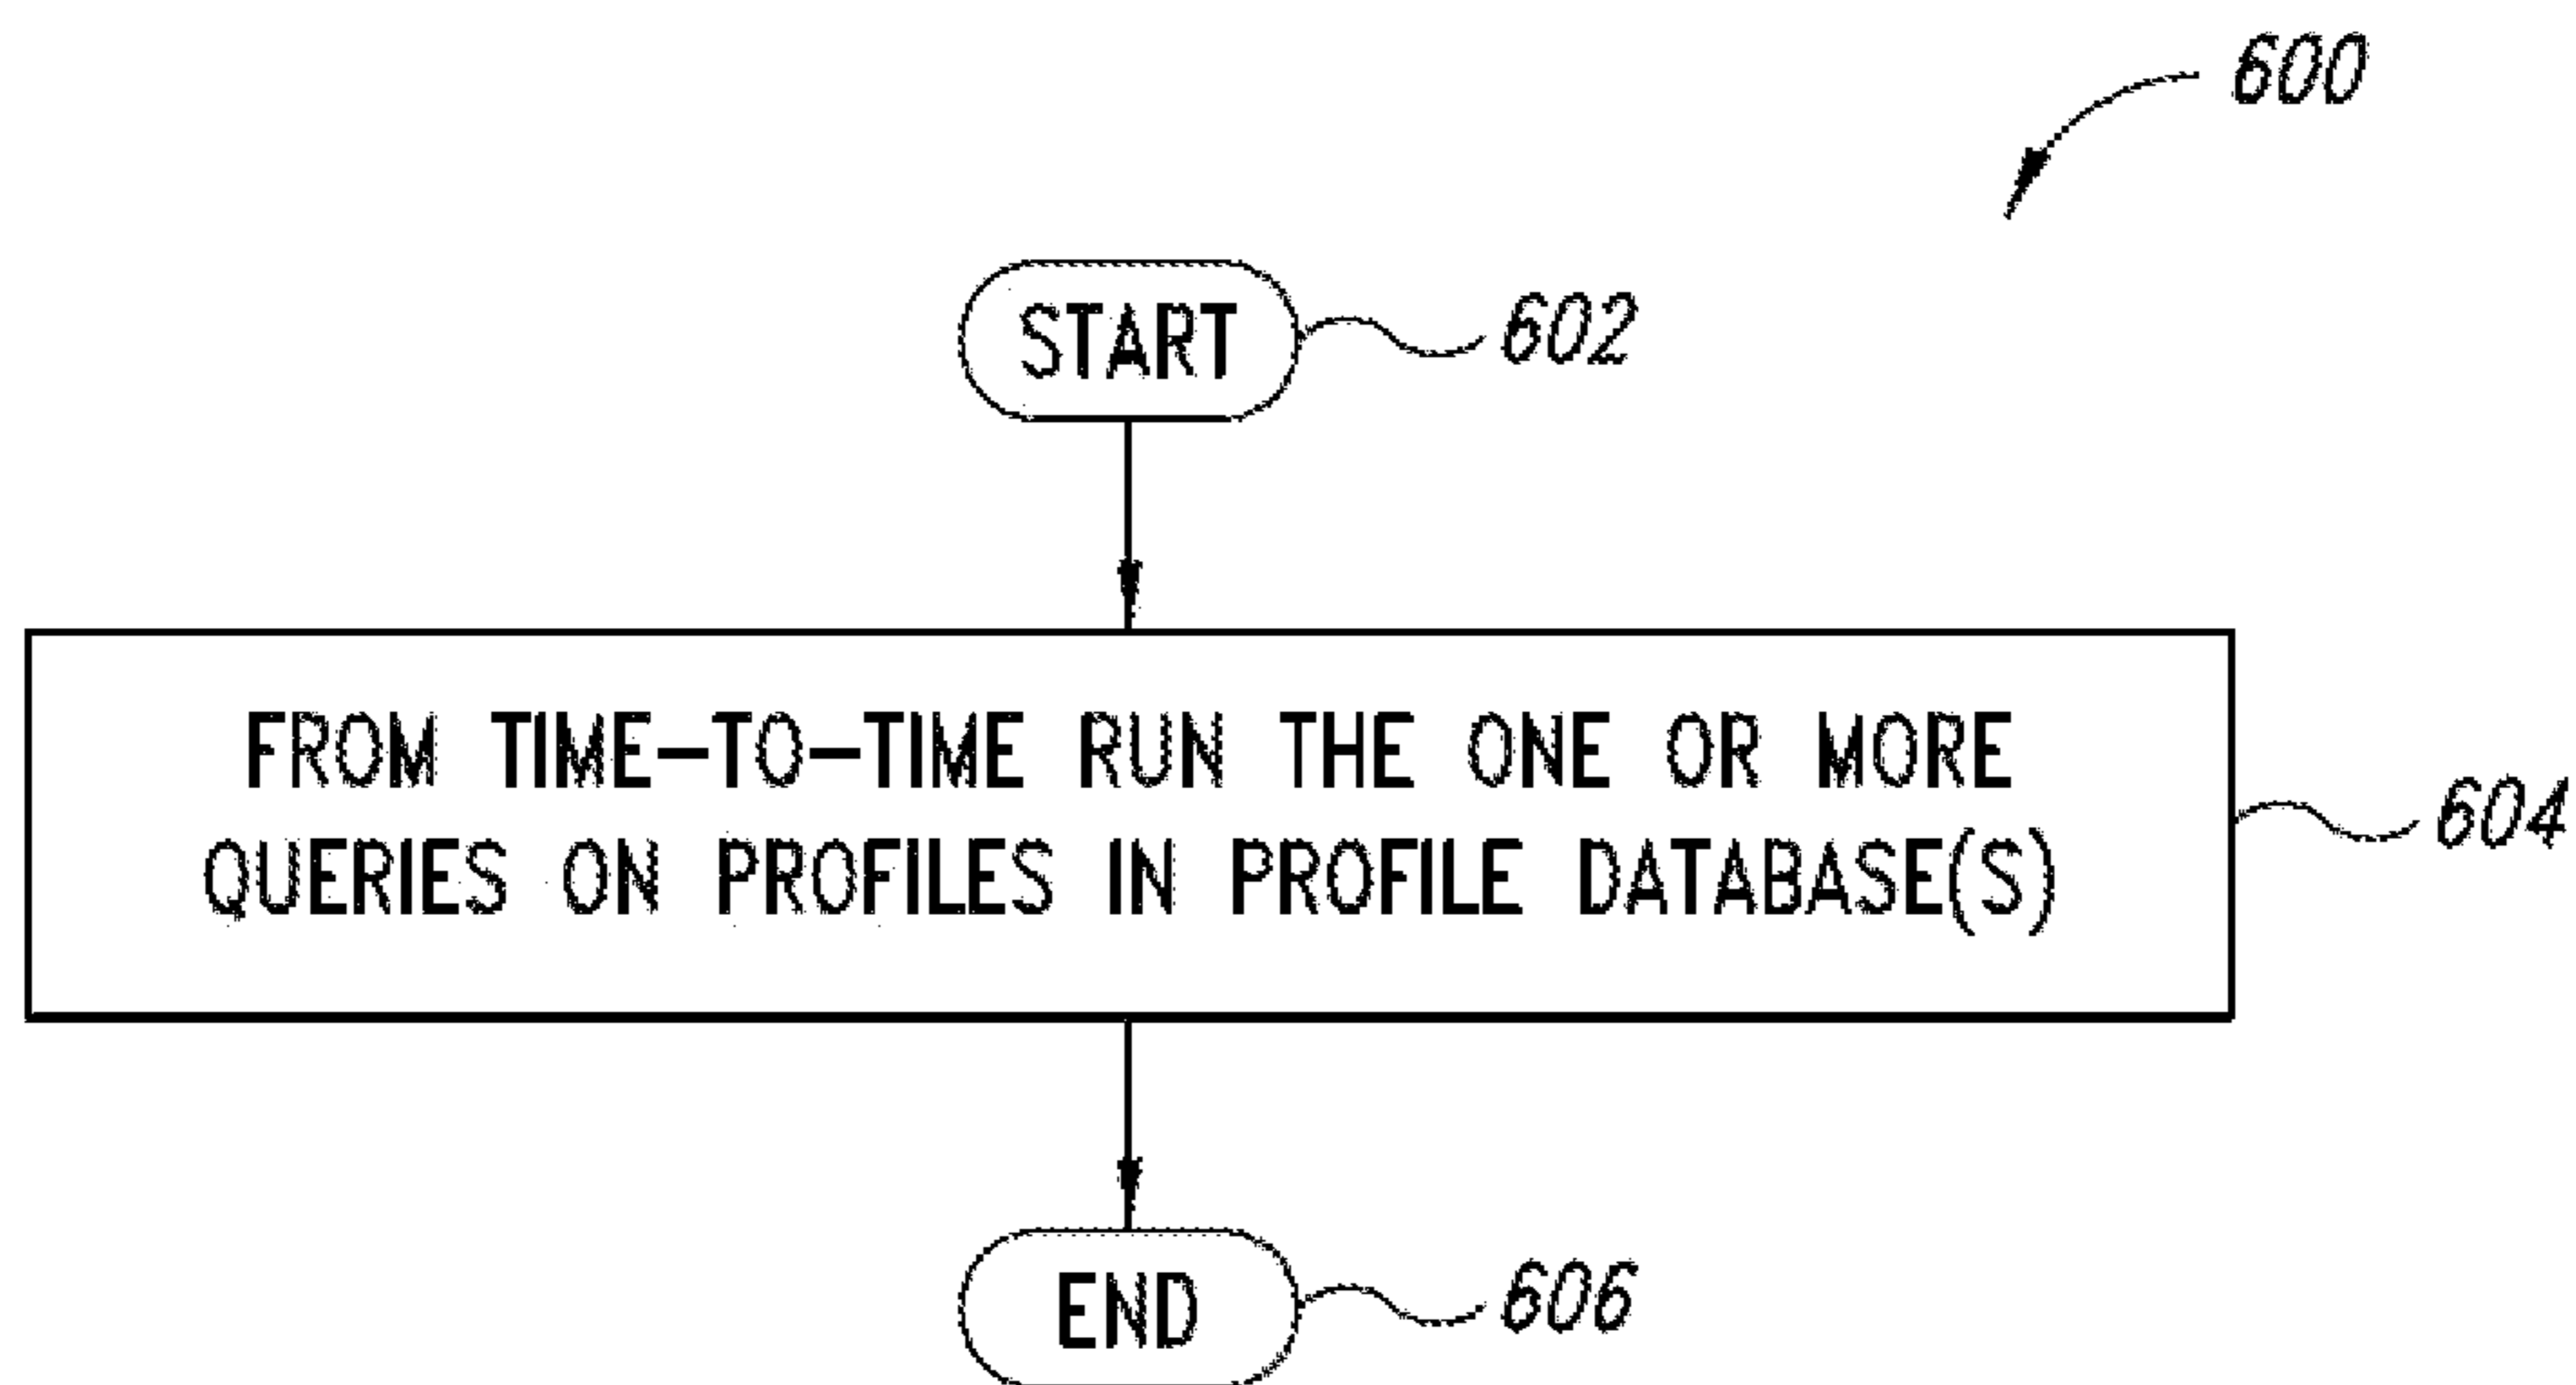 600
START 602
FROM TIME-TO-TIME RUN THE ONE OR MORE
QUERIES ON PROFILES IN PROFILE DATABASE(S)
604
END 606